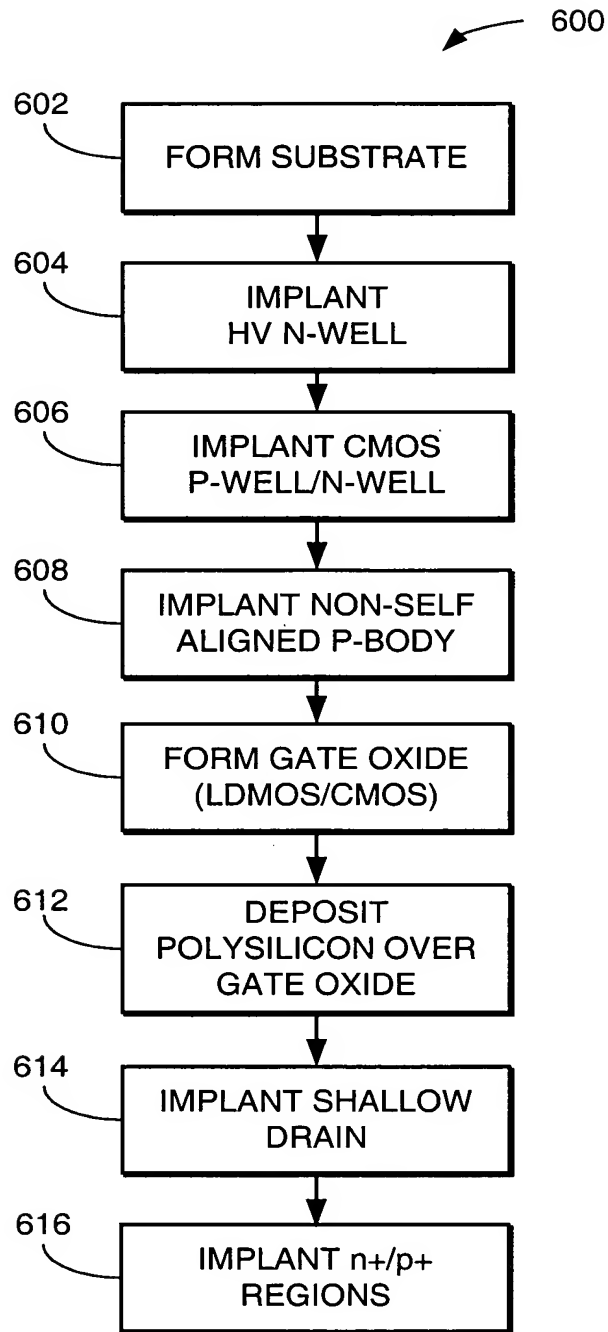 600
602
FORM SUBSTRATE
604
IMPLANT
HV N-WELL
606
IMPLANT CMOS
P-WELL/N-WELL
608
IMPLANT NON-SELF
ALIGNED P-BODY
610
FORM GATE OXIDE
(LDMOS/CMOS)
612
DEPOSIT
POLYSILICON OVER
GATE OXIDE
614
IMPLANT SHALLOW
DRAIN
616
IMPLANT n+/p+
REGIONS